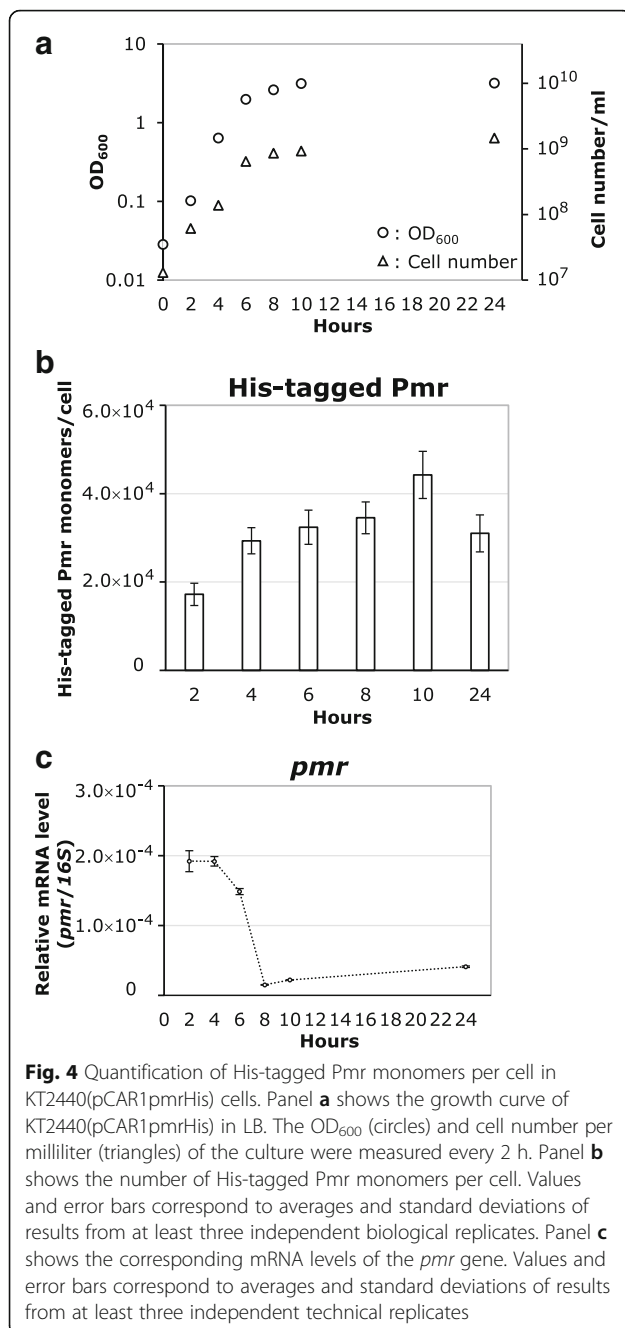 a
10
1
0.1
0.01
OD600
10^10
10^9
10^8
10^7
Cell number/ml
○ : OD600
△ : Cell number
0 2 4 6 8 10 12 14 16 18 20 22 24
Hours
b
His-tagged Pmr
His-tagged Pmr monomers/cell
6.0×10^4
4.0×10^4
2.0×10^4
0
2 4 6 8 10 24
Hours
c
pmr
Relative mRNA level
(pmr/16S)
3.0×10^-4
2.0×10^-4
1.0×10^-4
0
0 2 4 6 8 10 12 14 16 18 20 22 24
Hours
Fig. 4 Quantification of His-tagged Pmr monomers per cell in
KT2440(pCAR1pmrHis) cells. Panel a shows the growth curve of
KT2440(pCAR1pmrHis) in LB. The OD600 (circles) and cell number per
milliliter (triangles) of the culture were measured every 2 h. Panel b
shows the number of His-tagged Pmr monomers per cell. Values
and error bars correspond to averages and standard deviations of
results from at least three independent biological replicates. Panel c
shows the corresponding mRNA levels of the pmr gene. Values and
error bars correspond to averages and standard deviations of results
from at least three independent technical replicates